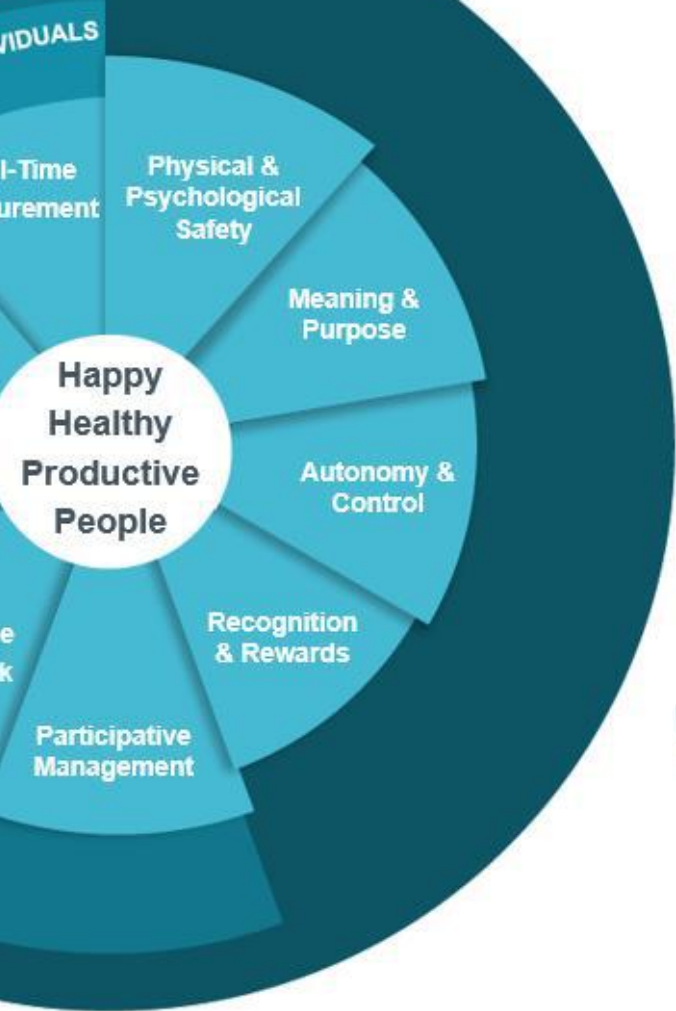 VIDUALS
l-Time
urement
Physical &
Psychological
Safety
Meaning &
Purpose
Happy
Healthy
Productive
People
Autonomy &
Control
Recognition
& Rewards
e
k
Participative
Management